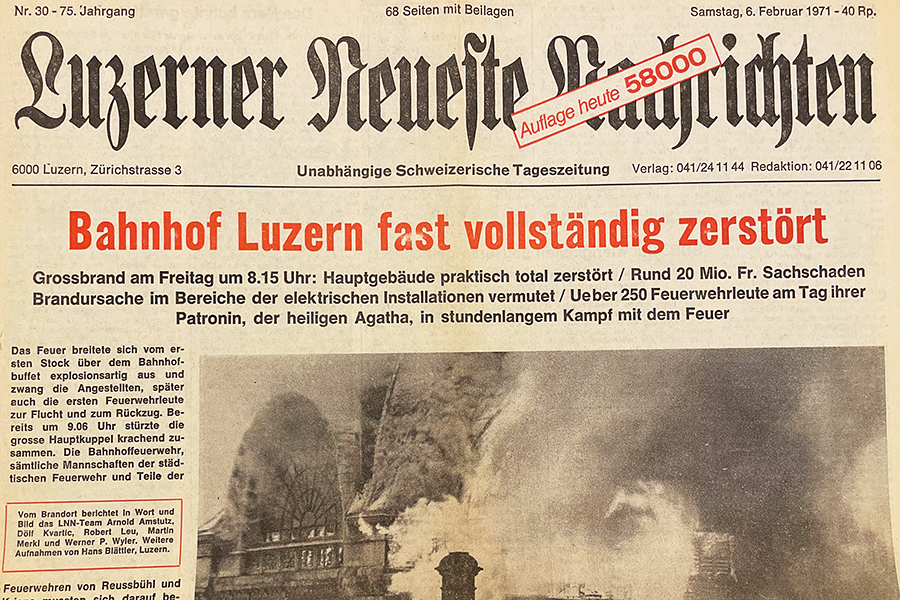 Nr. 30 - 75. Jahrgang
68 Seiten mit Beilagen
Samstag, 6. Februar 1971 - 40 Rp.
Luzerner Neueste Nachrichten
Auflage heute 58000
6000 Luzern, Zürichstrasse 3
Unabhängige Schweizerische Tageszeitung
Verlag: 041/24 11 44 Redaktion: 041/22 11 06
Bahnhof Luzern fast vollständig zerstört
Grossbrand am Freitag um 8.15 Uhr: Hauptgebäude praktisch total zerstört / Rund 20 Mio. Fr. Sachschaden
Brandursache im Bereiche der elektrischen Installationen vermutet / Ueber 250 Feuerwehrleute am Tag ihrer
Patronin, der heiligen Agatha, in stundenlangem Kampf mit dem Feuer
Das Feuer breitete sich vom er-
sten Stock über dem Bahnhof-
buffet explosionsartig aus und
zwang die Angestellten, später
auch die ersten Feuerwehrleute
zur Flucht und zum Rückzug. Be-
reits um 9.06 Uhr stürzte die
grosse Hauptkuppel krachend zu-
sammen. Die Bahnhoffeuerwehr,
sämtliche Mannschaften der städ-
tischen Feuerwehr und Teile der
Vom Brandort berichtet in Wort und
Bild das LNN-Team Arnold Amstutz,
Dölf Kvartic, Robert Leu, Martin
Merki und Werner P. Wyler. Weitere
Aufnahmen von Hans Blättler, Luzern.
Feuerwehren von Reussbühl und
Kriens mussten sich darauf be-